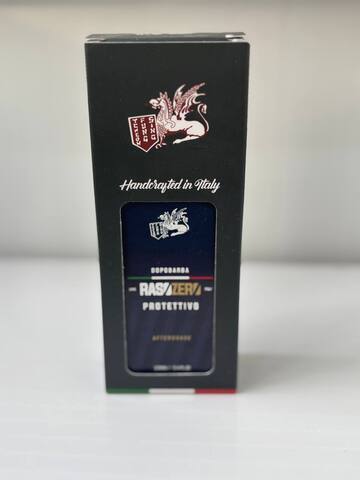 Handcrafted in Italy
DOPOBARBA
RASOZERO
PROTETTIVO
AFTERSHAVE